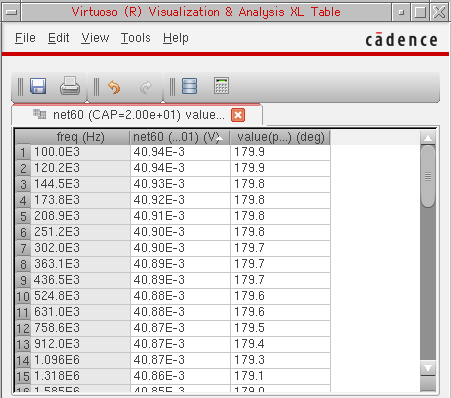 Virtuoso (R) Visualization & Analysis XL Table
File Edit View Tools Help
cādence
net60 (CAP=2.00e+01) value...
freq (Hz) net60 (...01) (V) value(p...) (deg)
1 100.0E3 40.94E-3 179.9
2 120.2E3 40.94E-3 179.9
3 144.5E3 40.93E-3 179.8
4 173.8E3 40.92E-3 179.8
5 208.9E3 40.91E-3 179.8
6 251.2E3 40.90E-3 179.8
7 302.0E3 40.90E-3 179.7
8 363.1E3 40.89E-3 179.7
9 436.5E3 40.89E-3 179.7
10 524.8E3 40.88E-3 179.6
11 631.0E3 40.88E-3 179.6
12 758.6E3 40.87E-3 179.5
13 912.0E3 40.87E-3 179.4
14 1.096E6 40.87E-3 179.3
15 1.318E6 40.86E-3 179.1
16 1.585E6 40.85E-3 179.0